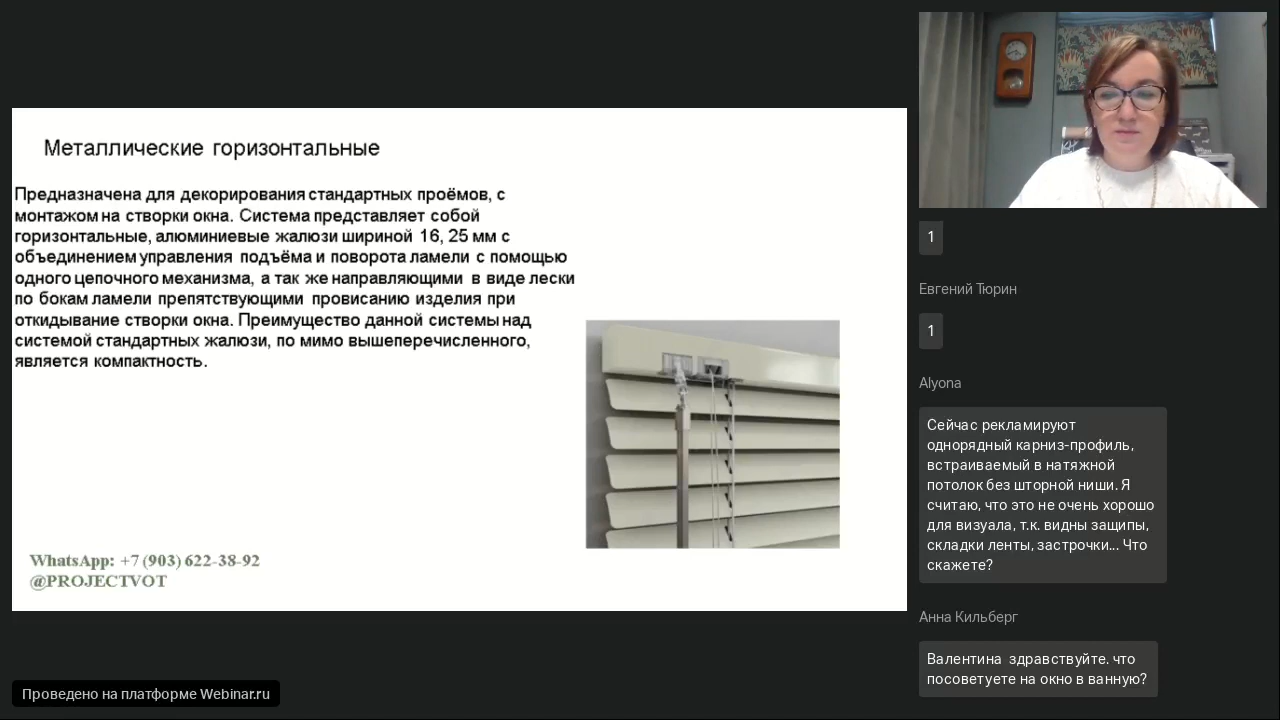 Металлические горизонтальные
Предназначена для декорирования стандартных проёмов, с
монтажом на створки окна. Система представляет собой
горизонтальные, алюминиевые жалюзи шириной 16, 25 мм с
объединением управления подъёма и поворота ламели с помощью
одного цепочного механизма, а так же направляющими в виде лески
по бокам ламели препятствующими провисанию изделия при
откидывание створки окна. Преимущество данной системы над
системой стандартных жалюзи, по мимо вышеперечисленного,
является компактность.
WhatsApp: +7 (903) 622-38-92
@PROJECTVOT
Проведено на платформе Webinar.ru
1
Евгений Тюрин
1
Alyona
Сейчас рекламируют
однорядный карниз-профиль,
встраиваемый в натяжной
потолок без шторной ниши. Я
считаю, что это не очень хорошо
для визуала, т.к. видны защипы,
складки ленты, застрочки... Что
скажете?
Анна Кильберг
Валентина здравствуйте. что
посоветуете на окно в ванную?